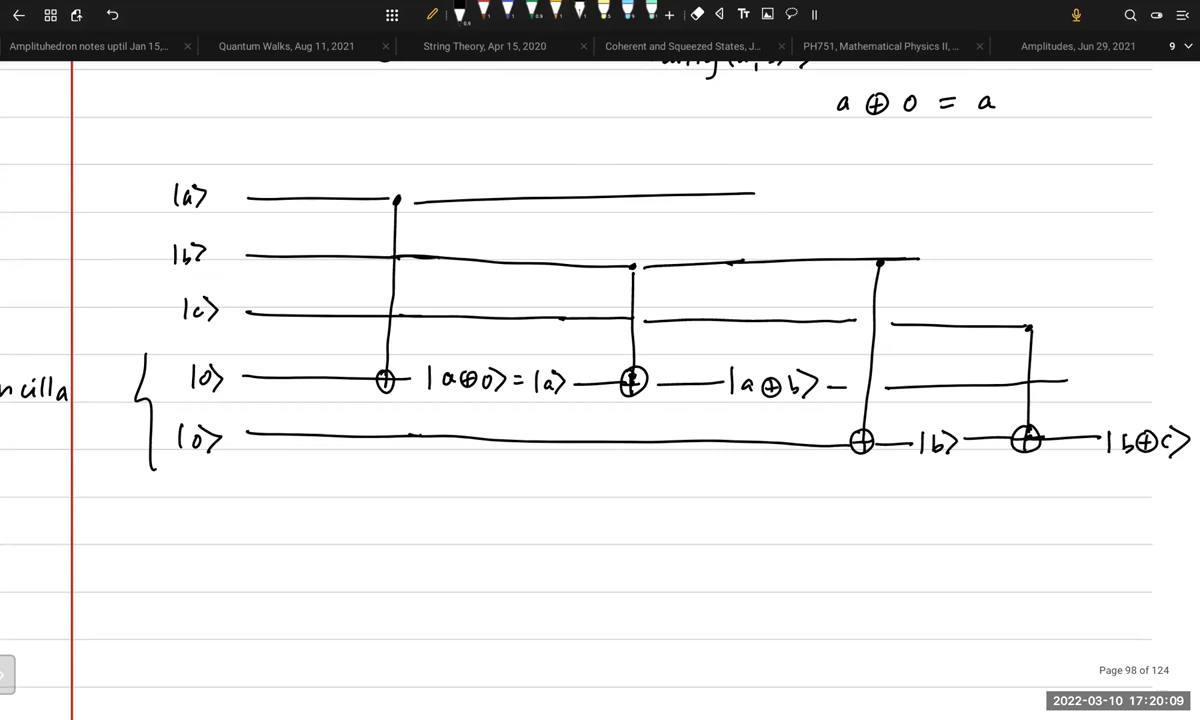 Amplituhedron notes uptil Jan 15,... × Quantum Walks, Aug 11, 2021 × String Theory, Apr 15, 2020 × Coherent and Squeezed States, J... × PH751, Mathematical Physics II, ... × Amplitudes, Jun 29, 2021 9
a ⊕ 0 = a
|a⟩
|b⟩
|c⟩
|0⟩ |a⊕0⟩ = |a⟩ |a⊕b⟩
|0⟩ |b⟩ |b⊕c⟩
Page 98 of 124
2022-03-10 17:20:09